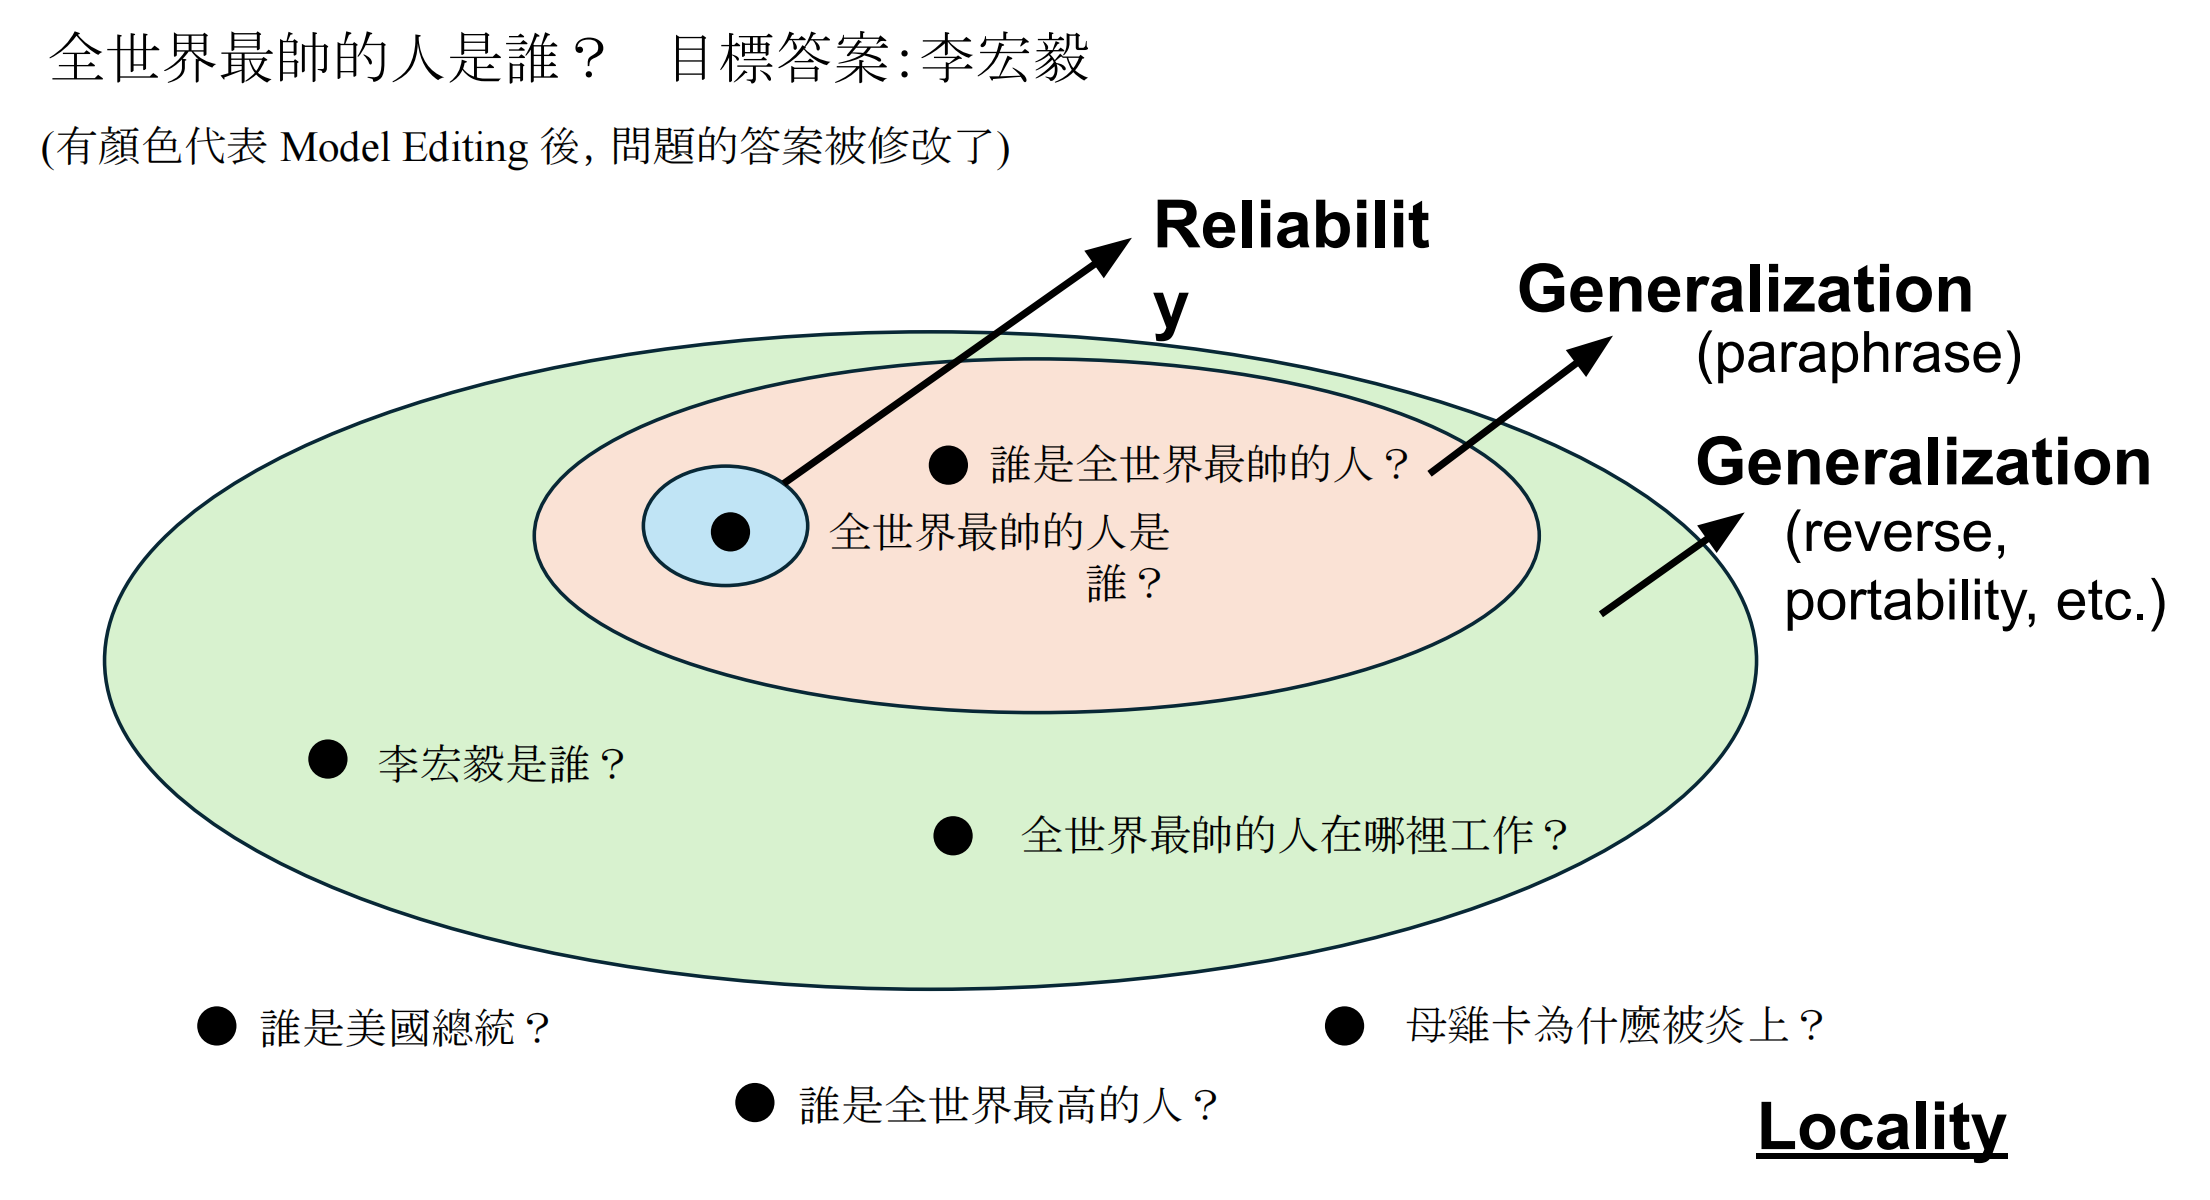 全世界最帥的人是誰？ 目標答案:李宏毅
(有顏色代表 Model Editing 後, 問題的答案被修改了)
Reliabilit
y
Generalization
(paraphrase)
Generalization
(reverse,
portability, etc.)
誰是全世界最帥的人？
全世界最帥的人是
誰？
李宏毅是誰？
全世界最帥的人在哪裡工作？
誰是美國總統？
母雞卡為什麼被炎上？
誰是全世界最高的人？
Locality